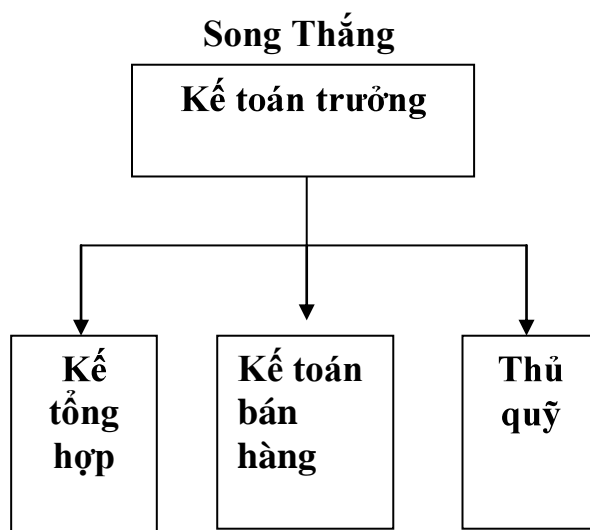 Song Thắng
Kế toán trưởng
Kế
tổng
hợp
Kế toán
bán
hàng
Thủ
quỹ